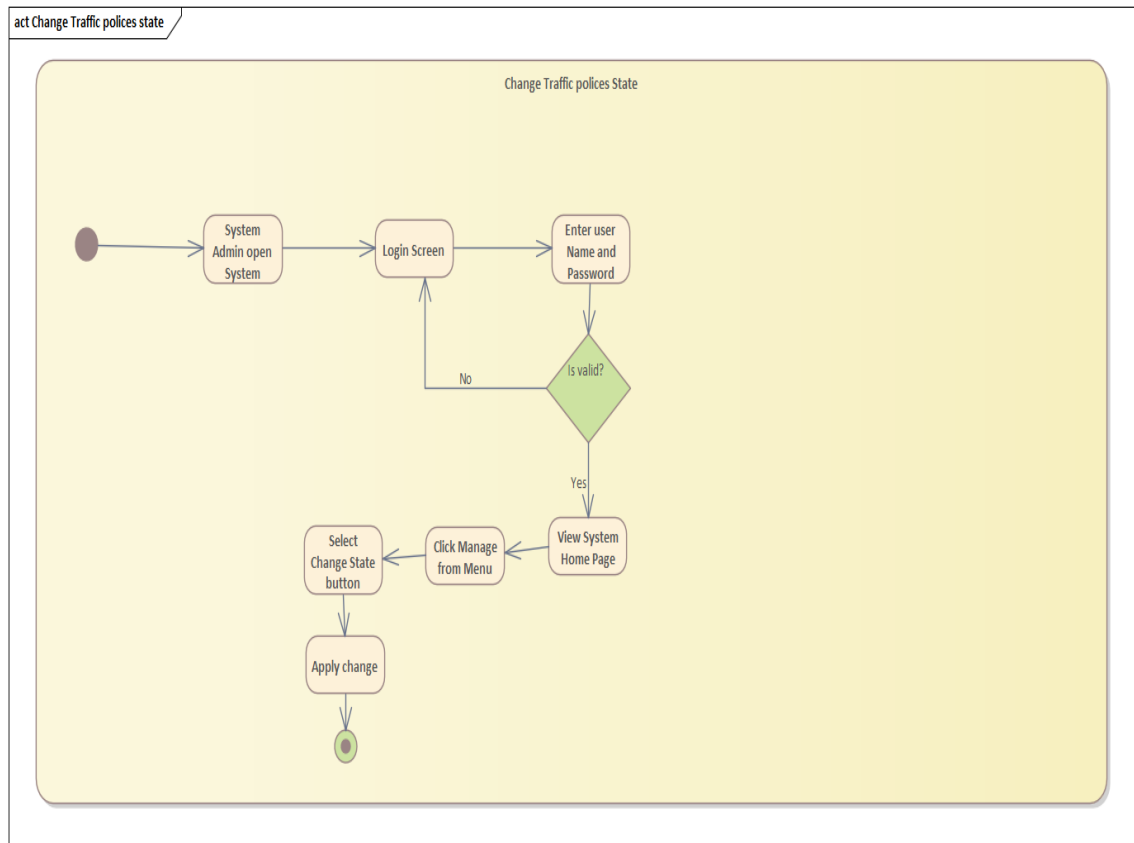 act Change Traffic polices state
Change Traffic polices State
System
Admin open
System
Login Screen
Enter user
Name and
Password
Is valid?
No
Yes
View System
Home Page
Click Manage
from Menu
Select
Change State
button
Apply change